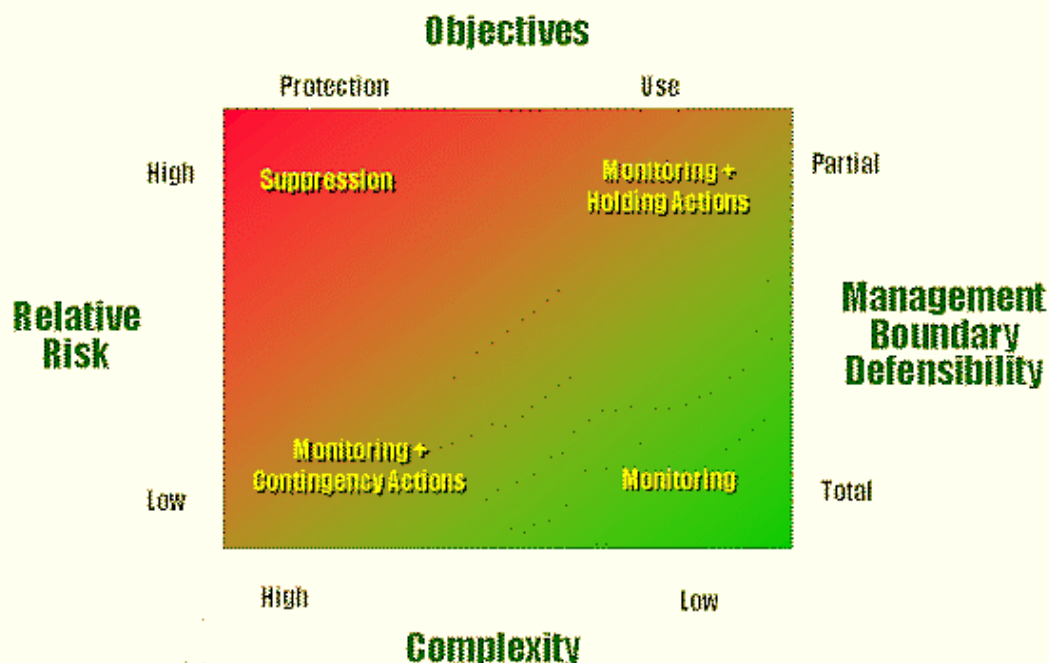 Objectives
Protection Use
High
Suppression
Monitoring +
Holding Actions
Partial
Relative
Risk
Management
Boundary
Defensibility
Monitoring +
Contingency Actions
Monitoring
Low
Total
High Low
Complexity